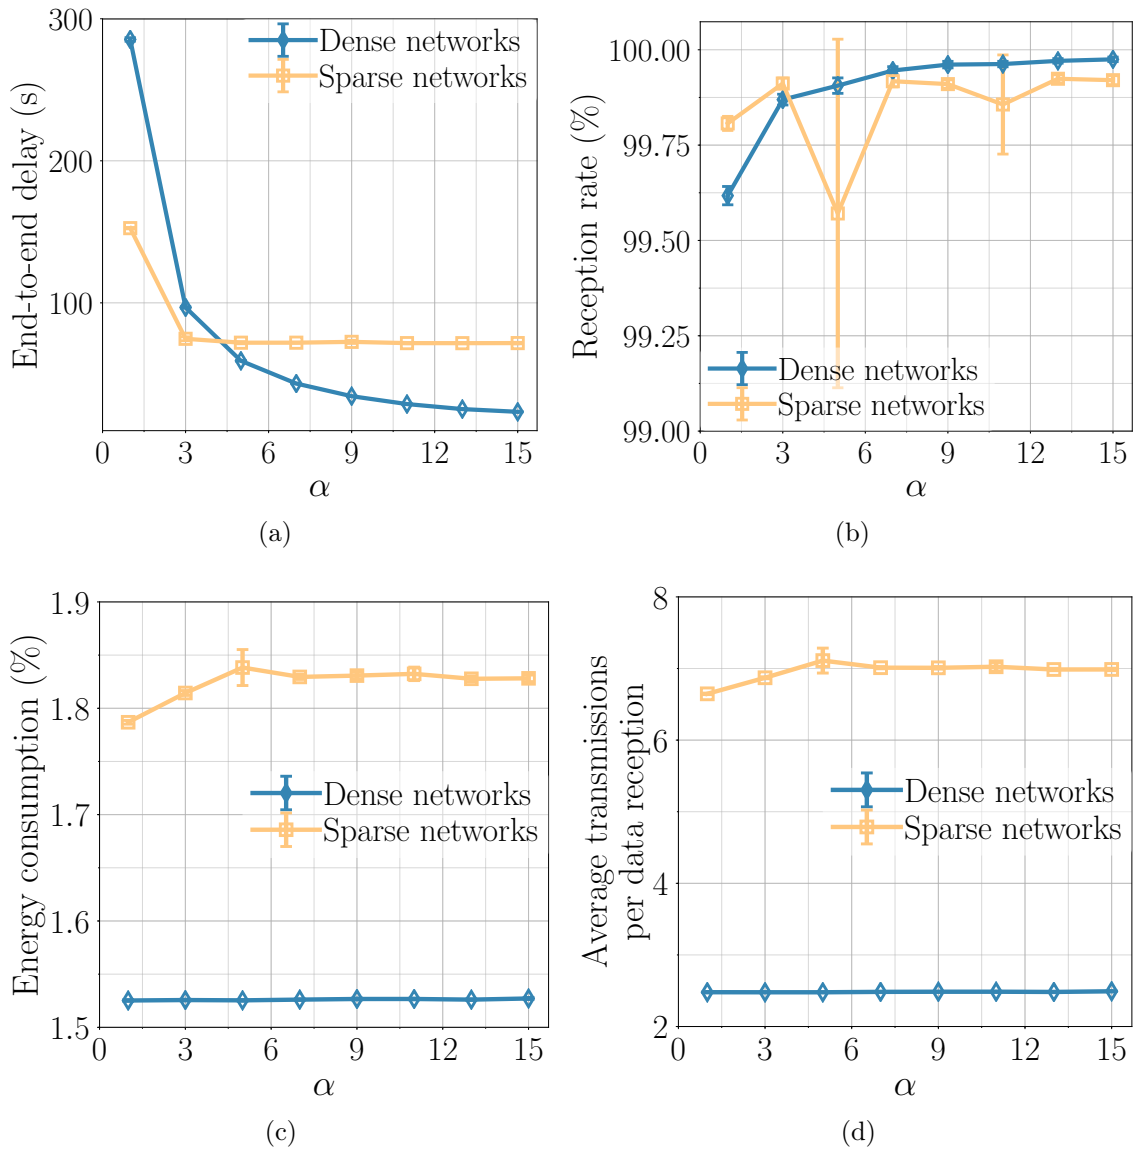 300
200
100
End-to-end delay (s)
Dense networks
Sparse networks
0
3
6
9
12
15
α
(a)
100.00
99.75
99.50
99.25
99.00
Reception rate (%)
Dense networks
Sparse networks
0
3
6
9
12
15
α
(b)
1.9
1.8
1.7
1.6
1.5
Energy consumption (%)
Dense networks
Sparse networks
0
3
6
9
12
15
α
(c)
8
6
4
2
Average transmissions
per data reception
Dense networks
Sparse networks
0
3
6
9
12
15
α
(d)